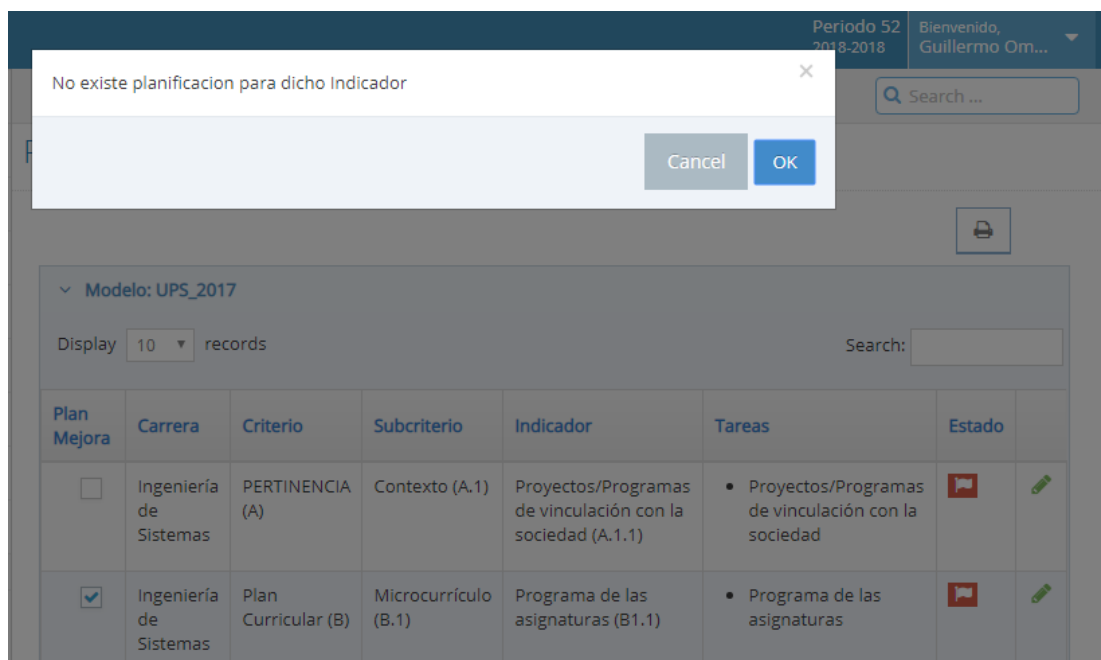 Periodo 52
2018-2018
Bienvenido,
Guillermo Om...
No existe planificacion para dicho Indicador
×
Search ...
Cancel
OK
Modelo: UPS_2017
Display 10 records
Search:
Plan Mejora Carrera Criterio Subcriterio Indicador Tareas Estado
Ingeniería PERTINENCIA Contexto (A.1) Proyectos/Programas • Proyectos/Programas
de (A) de vinculación con la de vinculación con la
Sistemas sociedad (A.1.1) sociedad
Ingeniería Plan Microcurrículo Programa de las • Programa de las
de Curricular (B) (B.1) asignaturas (B1.1) asignaturas
Sistemas